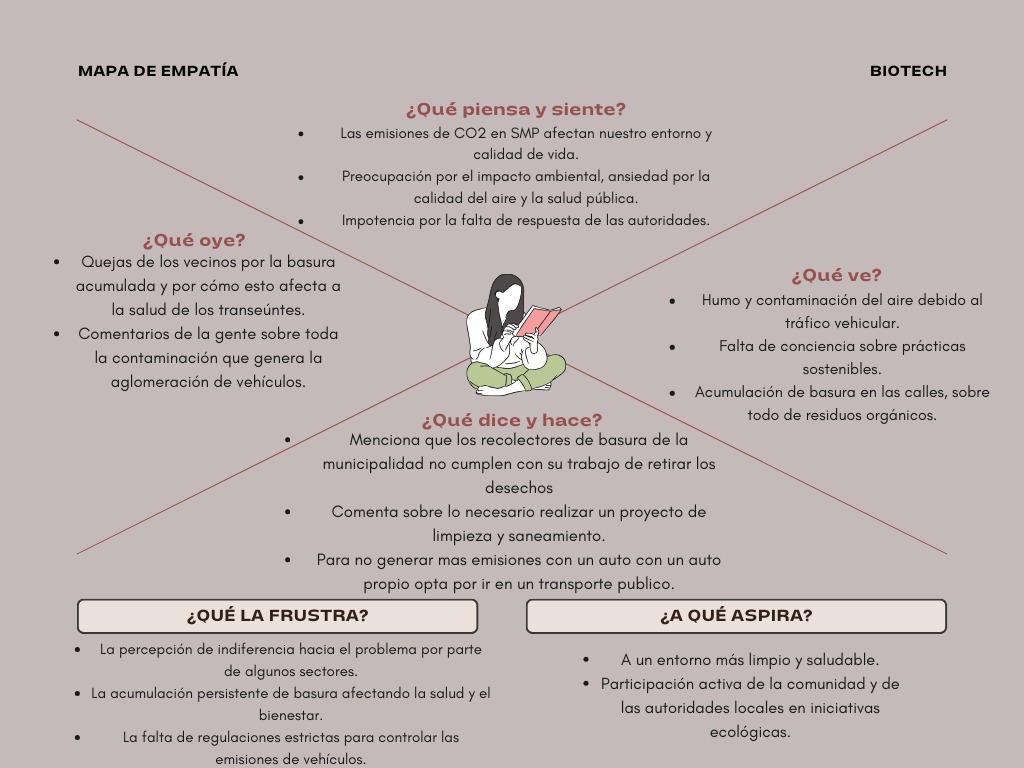 MAPA DE EMPATÍA
BIOTECH
¿Qué piensa y siente?
• Las emisiones de CO2 en SMP afectan nuestro entorno y
calidad de vida.
• Preocupación por el impacto ambiental, ansiedad por la
calidad del aire y la salud pública.
• Impotencia por la falta de respuesta de las autoridades.
¿Qué oye?
• Quejas de los vecinos por la basura
acumulada y por cómo esto afecta a
la salud de los transeúntes.
• Comentarios de la gente sobre toda
la contaminación que genera la
aglomeración de vehículos.
¿Qué ve?
• Humo y contaminación del aire debido al
tráfico vehicular.
• Falta de conciencia sobre prácticas
sostenibles.
• Acumulación de basura en las calles, sobre
todo de residuos orgánicos.
¿Qué dice y hace?
• Menciona que los recolectores de basura de la
municipalidad no cumplen con su trabajo de retirar los
desechos
• Comenta sobre lo necesario realizar un proyecto de
limpieza y saneamiento.
• Para no generar mas emisiones con un auto con un auto
propio opta por ir en un transporte publico.
¿QUÉ LA FRUSTRA?
• La percepción de indiferencia hacia el problema por parte
de algunos sectores.
• La acumulación persistente de basura afectando la salud y el
bienestar.
• La falta de regulaciones estrictas para controlar las
emisiones de vehículos.
¿A QUÉ ASPIRA?
• A un entorno más limpio y saludable.
• Participación activa de la comunidad y de
las autoridades locales en iniciativas
ecológicas.